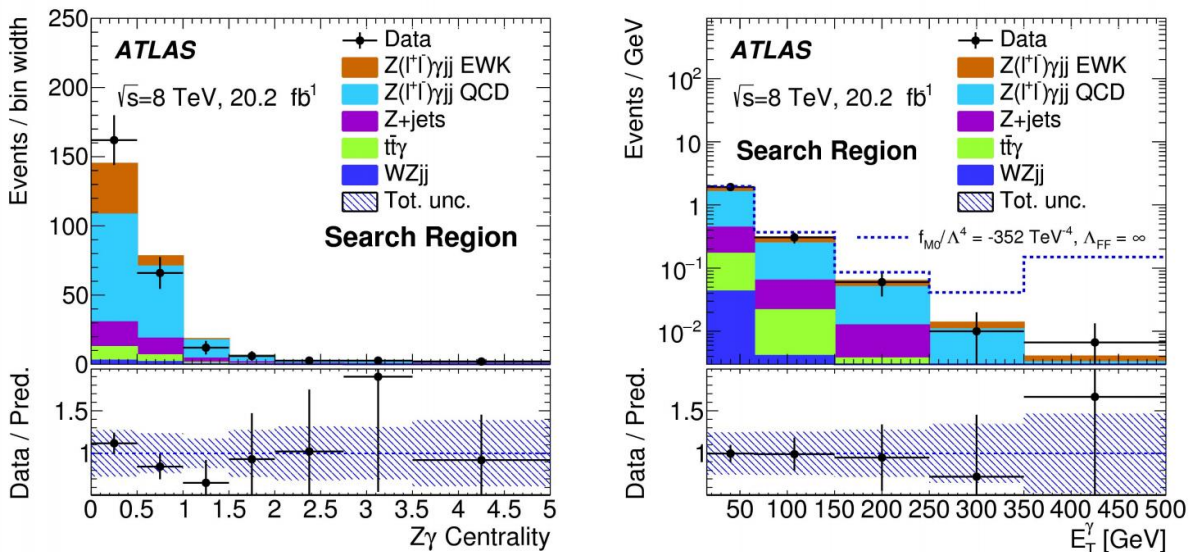 Events / bin width
250
200
150
100
50
0
ATLAS
√s=8 TeV, 20.2 fb¹
Data
Z(l⁺l⁻)γjj EWK
Z(l⁺l⁻)γjj QCD
Z+jets
tt̄γ
WZjj
Tot. unc.
Search Region
Data / Pred.
1.5
1
0 0.5 1 1.5 2 2.5 3 3.5 4 4.5 5
Zγ Centrality
Events / GeV
10²
10
1
10⁻¹
10⁻²
ATLAS
√s=8 TeV, 20.2 fb¹
Search Region
Data
Z(l⁺l⁻)γjj EWK
Z(l⁺l⁻)γjj QCD
Z+jets
tt̄γ
WZjj
Tot. unc.
f_M0/Λ⁴ = -352 TeV⁻⁴, Λ_FF = ∞
Data / Pred.
1.5
1
50 100 150 200 250 300 350 400 450 500
E_T^γ [GeV]